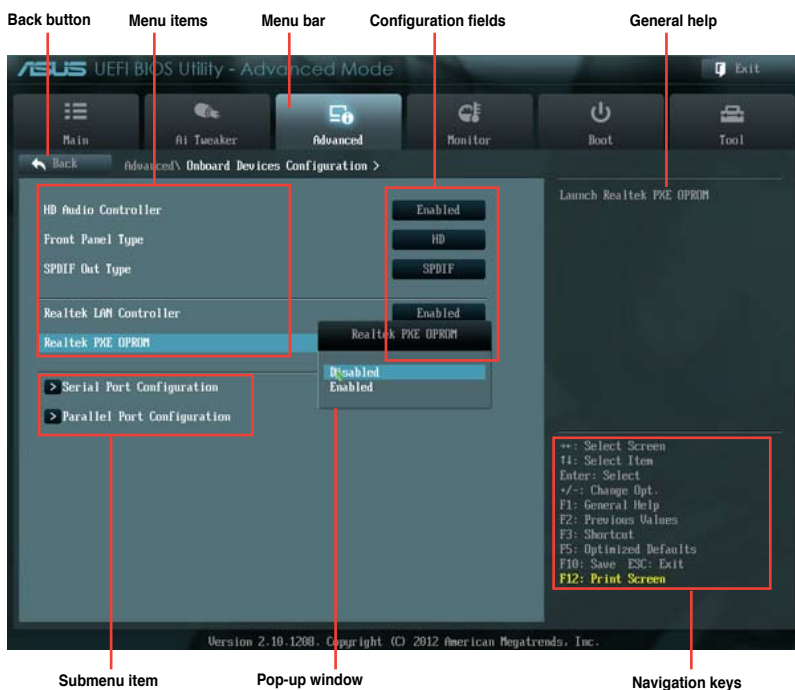 Back button Menu items Menu bar Configuration fields General help
ASUS UEFI BIOS Utility - Advanced Mode Exit
Main Ai Tweaker Advanced Monitor Boot Tool
Back Advanced\ Onboard Devices Configuration >
Launch Realtek PXE OPROM
HD Audio Controller Enabled
Front Panel Type HD
SPDIF Out Type SPDIF
Realtek LAN Controller Enabled
Realtek PXE OPROM
Realtek PXE OPROM
Disabled
Enabled
> Serial Port Configuration
> Parallel Port Configuration
→←: Select Screen
↑↓: Select Item
Enter: Select
+/-: Change Opt.
F1: General Help
F2: Previous Values
F3: Shortcut
F5: Optimized Defaults
F10: Save ESC: Exit
F12: Print Screen
Version 2.10.1208. Copyright (C) 2012 American Megatrends, Inc.
Submenu item Pop-up window Navigation keys